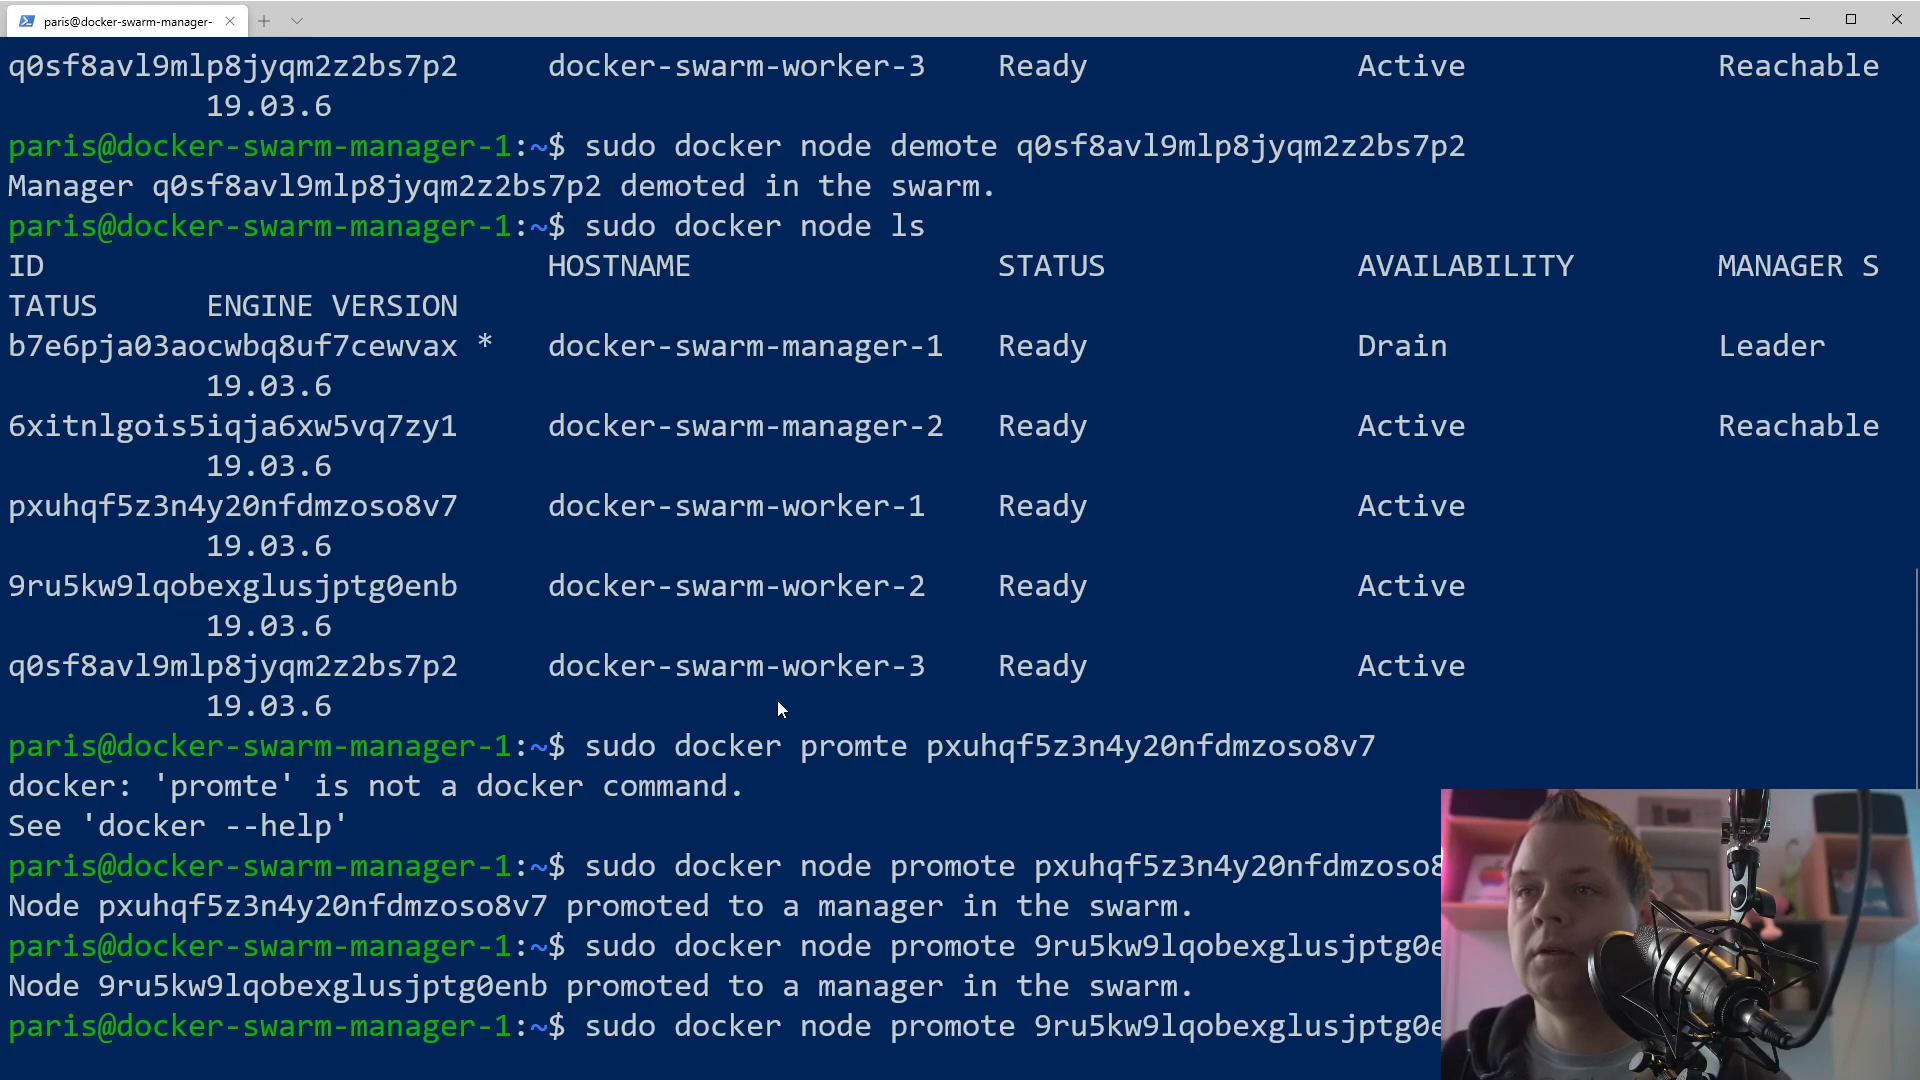 paris@docker-swarm-manager-
q0sf8avl9mlp8jyqm2z2bs7p2 docker-swarm-worker-3 Ready Active Reachable
19.03.6
paris@docker-swarm-manager-1:~$ sudo docker node demote q0sf8avl9mlp8jyqm2z2bs7p2
Manager q0sf8avl9mlp8jyqm2z2bs7p2 demoted in the swarm.
paris@docker-swarm-manager-1:~$ sudo docker node ls
ID HOSTNAME STATUS AVAILABILITY MANAGER S
TATUS ENGINE VERSION
b7e6pja03aocwbq8uf7cewvax * docker-swarm-manager-1 Ready Drain Leader
19.03.6
6xitnlgois5iqja6xw5vq7zy1 docker-swarm-manager-2 Ready Active Reachable
19.03.6
pxuhqf5z3n4y20nfdmzoso8v7 docker-swarm-worker-1 Ready Active
19.03.6
9ru5kw9lqobexglusjptg0enb docker-swarm-worker-2 Ready Active
19.03.6
q0sf8avl9mlp8jyqm2z2bs7p2 docker-swarm-worker-3 Ready Active
19.03.6
paris@docker-swarm-manager-1:~$ sudo docker promte pxuhqf5z3n4y20nfdmzoso8v7
docker: 'promte' is not a docker command.
See 'docker --help'
paris@docker-swarm-manager-1:~$ sudo docker node promote pxuhqf5z3n4y20nfdmzoso8
Node pxuhqf5z3n4y20nfdmzoso8v7 promoted to a manager in the swarm.
paris@docker-swarm-manager-1:~$ sudo docker node promote 9ru5kw9lqobexglusjptg0e
Node 9ru5kw9lqobexglusjptg0enb promoted to a manager in the swarm.
paris@docker-swarm-manager-1:~$ sudo docker node promote 9ru5kw9lqobexglusjptg0e